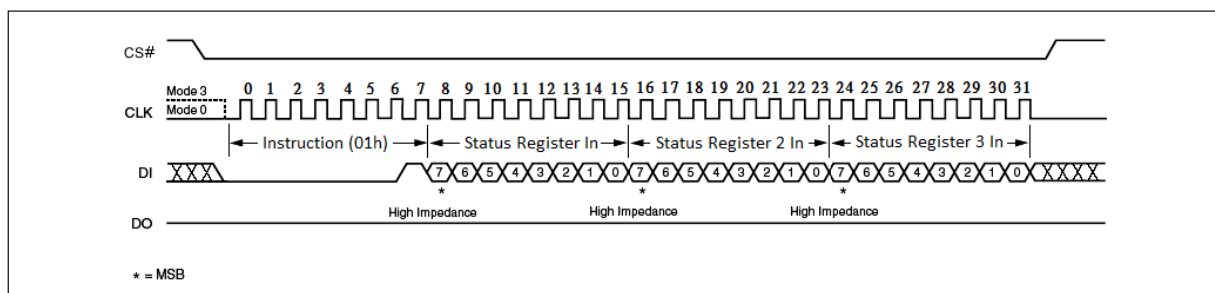 CS#
Mode 3
0 1 2 3 4 5 6 7 8 9 10 11 12 13 14 15 16 17 18 19 20 21 22 23 24 25 26 27 28 29 30 31
CLK
Mode 0
Instruction (01h) Status Register In Status Register 2 In Status Register 3 In
DI
7 6 5 4 3 2 1 0 7 6 5 4 3 2 1 0 7 6 5 4 3 2 1 0
* * *
High Impedance High Impedance High Impedance
DO
* = MSB